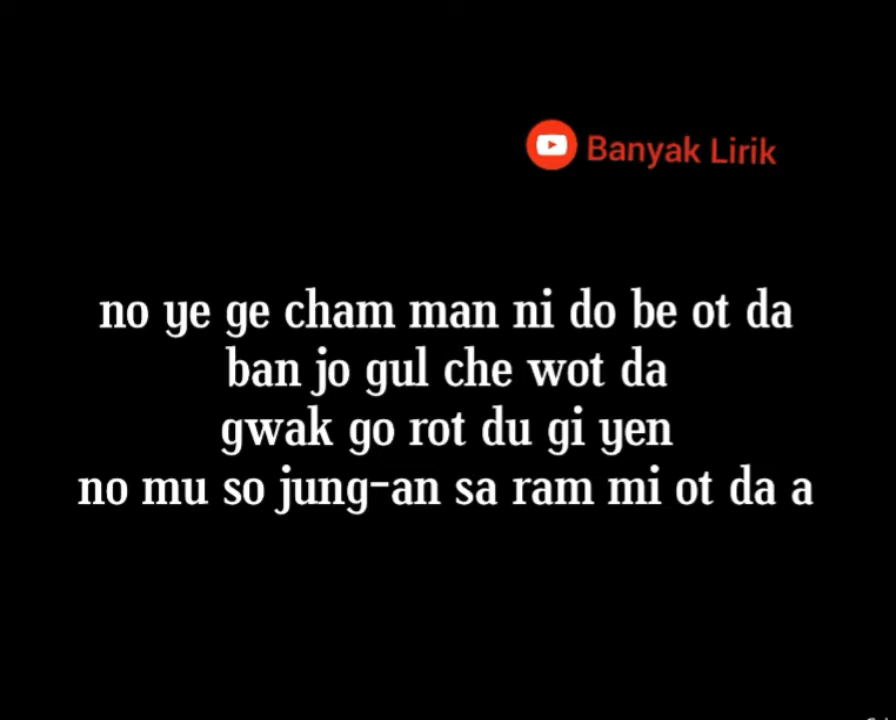 Banyak Lirik
no ye ge cham man ni do be ot da
ban jo gul che wot da
gwak go rot du gi yen
no mu so jung-an sa ram mi ot da a